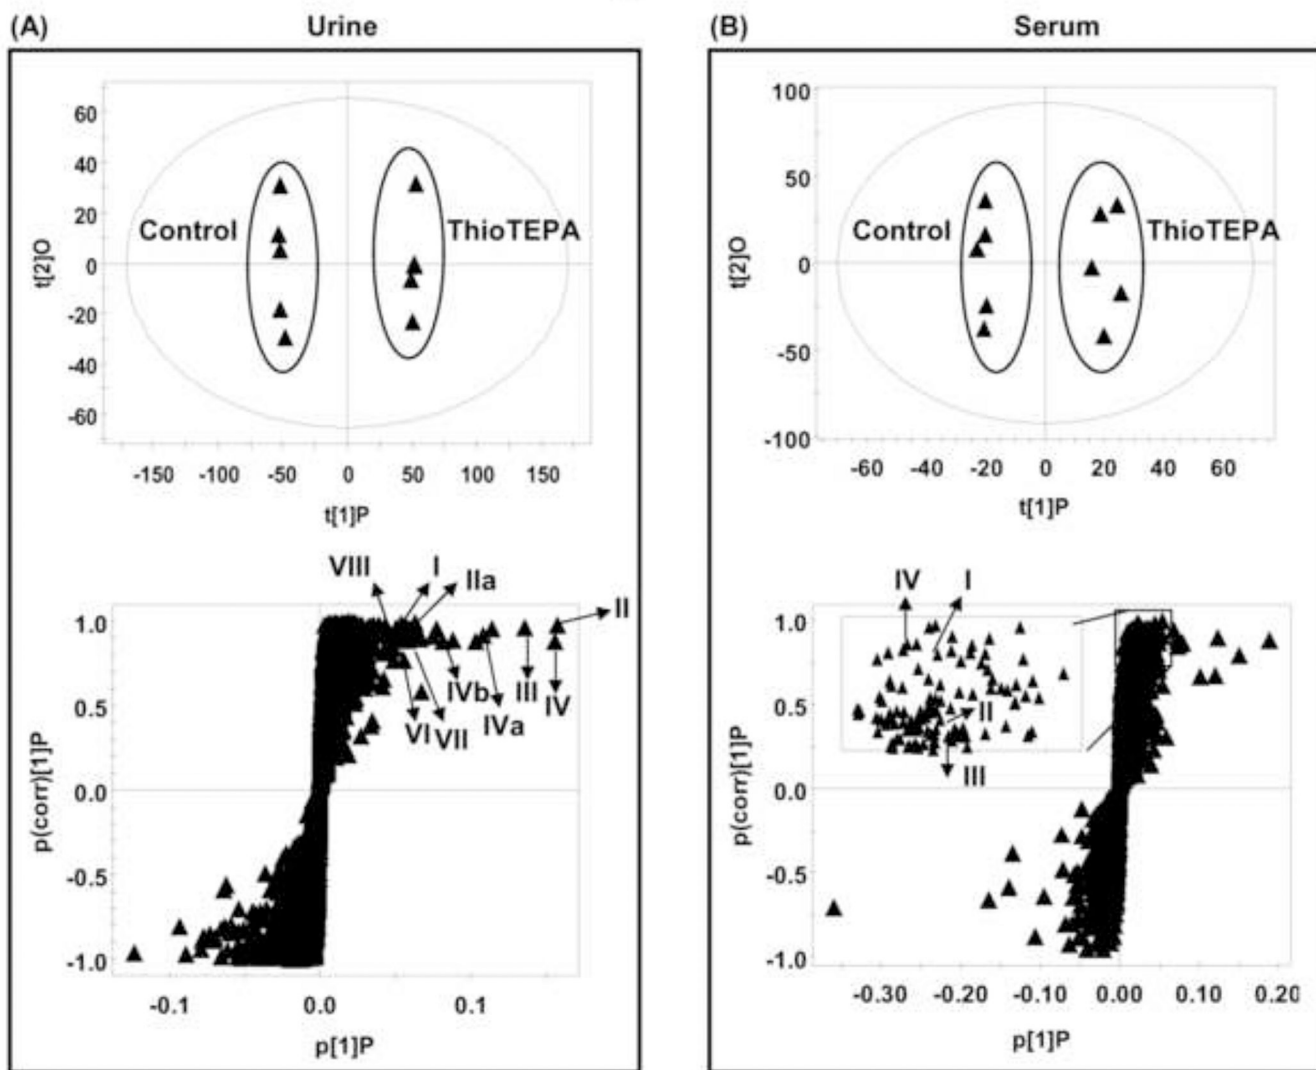 (A) Urine
60
40
20
0
-20
-40
-60
t[2]O
Control
ThioTEPA
-150 -100 -50 0 50 100 150
t[1]P
VIII I IIa II
IVb III IV
VI VII IVa
1.0
0.5
0.0
-0.5
-1.0
p(corr)[1]P
-0.1 0.0 0.1
p[1]P
(B) Serum
100
50
0
-50
-100
t[2]O
Control
ThioTEPA
-60 -40 -20 0 20 40 60
t[1]P
IV I
II
III
1.0
0.5
0.0
-0.5
-1.0
p(corr)[1]P
-0.30 -0.20 -0.10 0.00 0.10 0.20
p[1]P